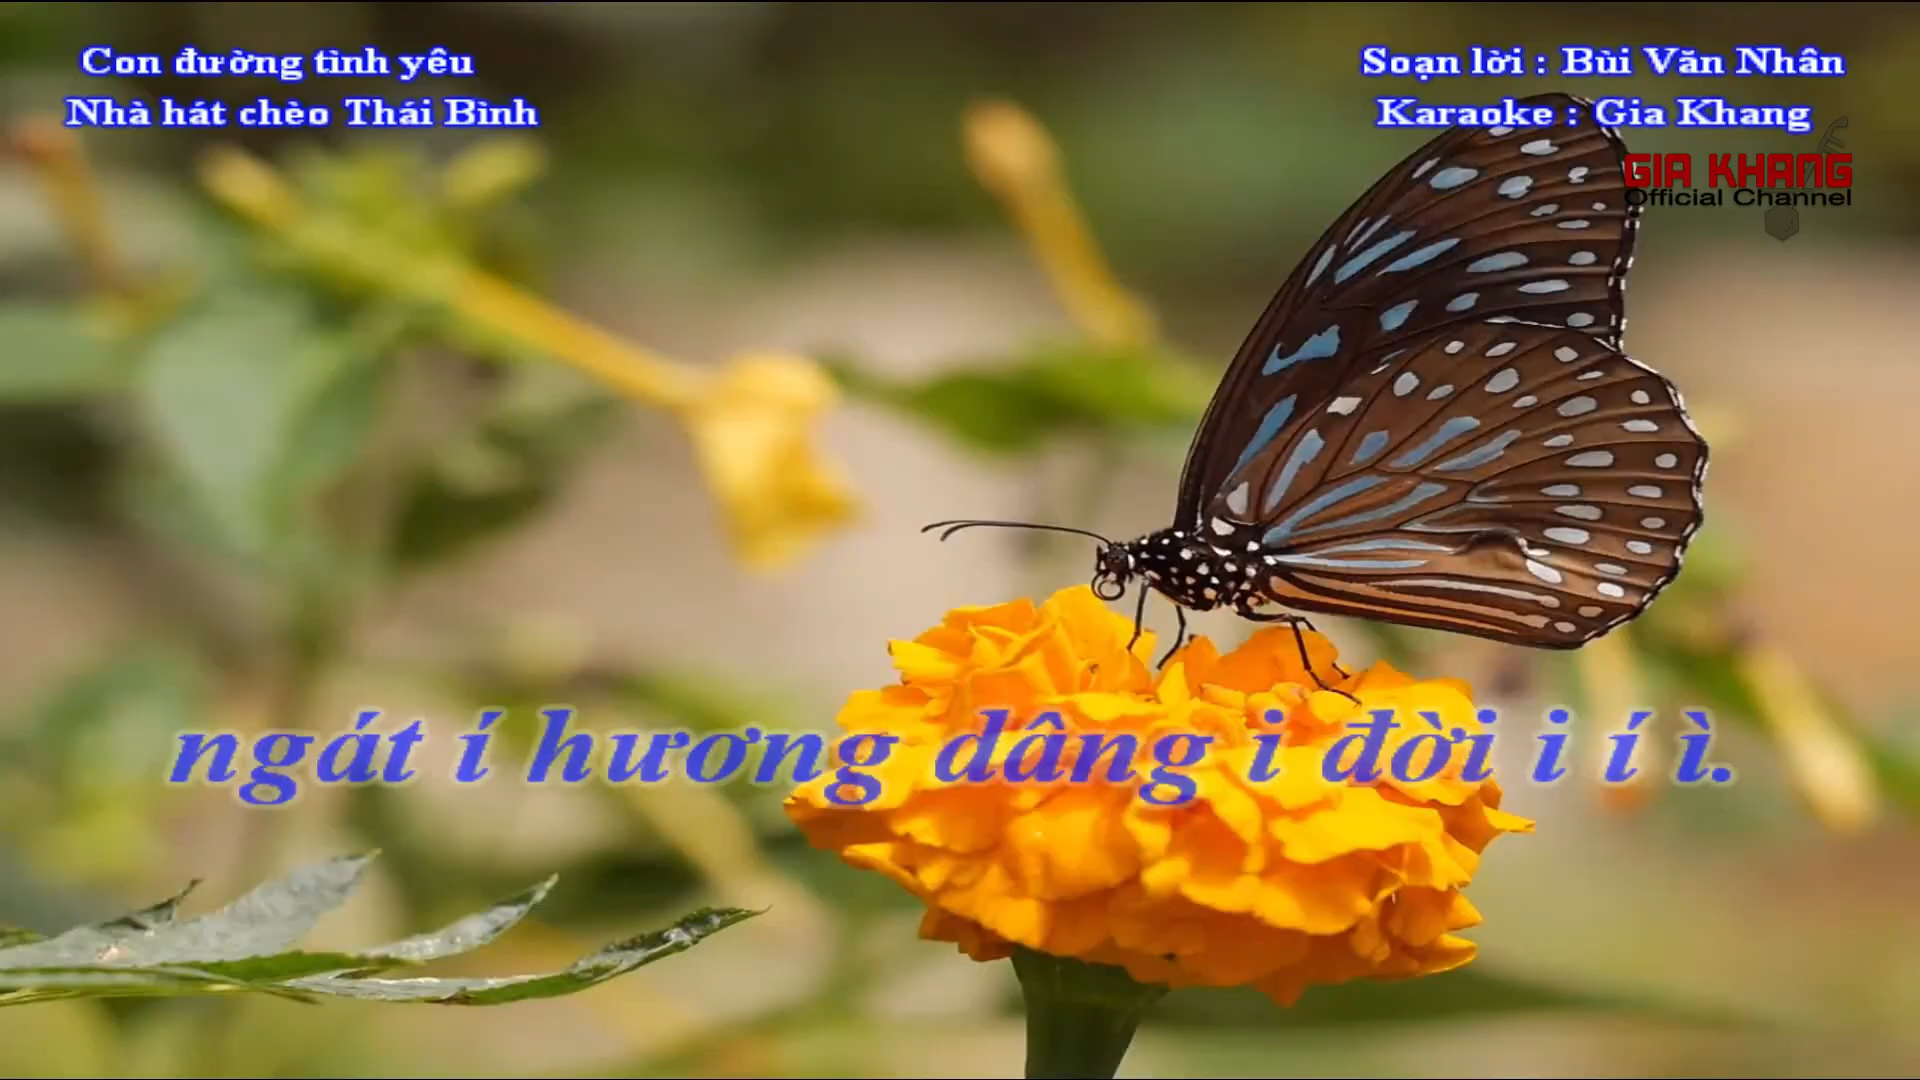 Con đường tình yêu
Nhà hát chèo Thái Bình
Soạn lời : Bùi Văn Nhân
Karaoke : Gia Khang
GIA KHANG
Official Channel
ngát í hương dâng i đời i í ì.